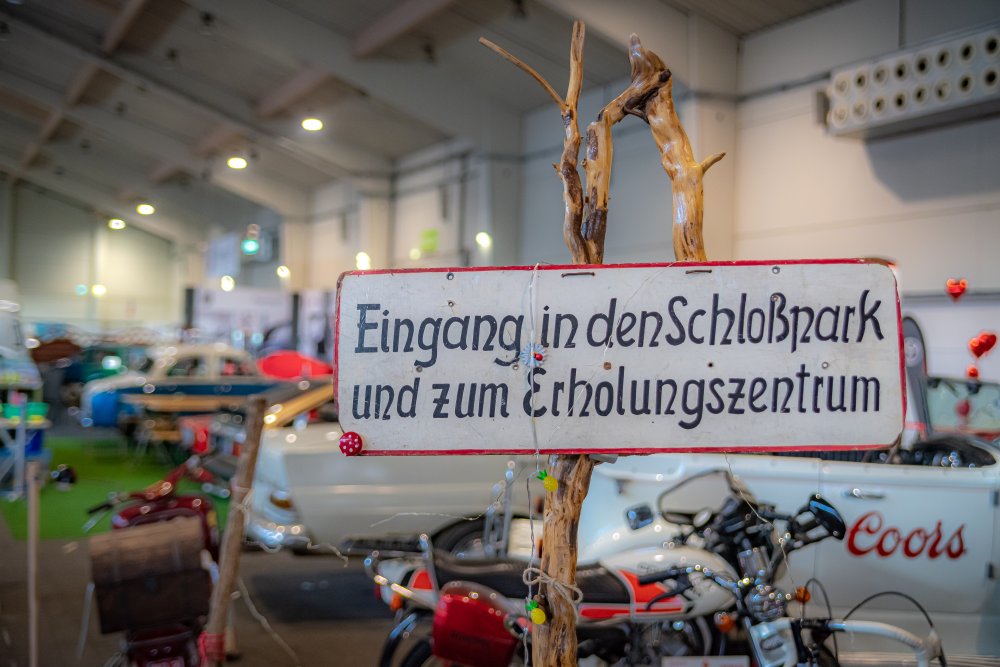 Eingang in den Schloßpark
und zum Erholungszentrum
Coors